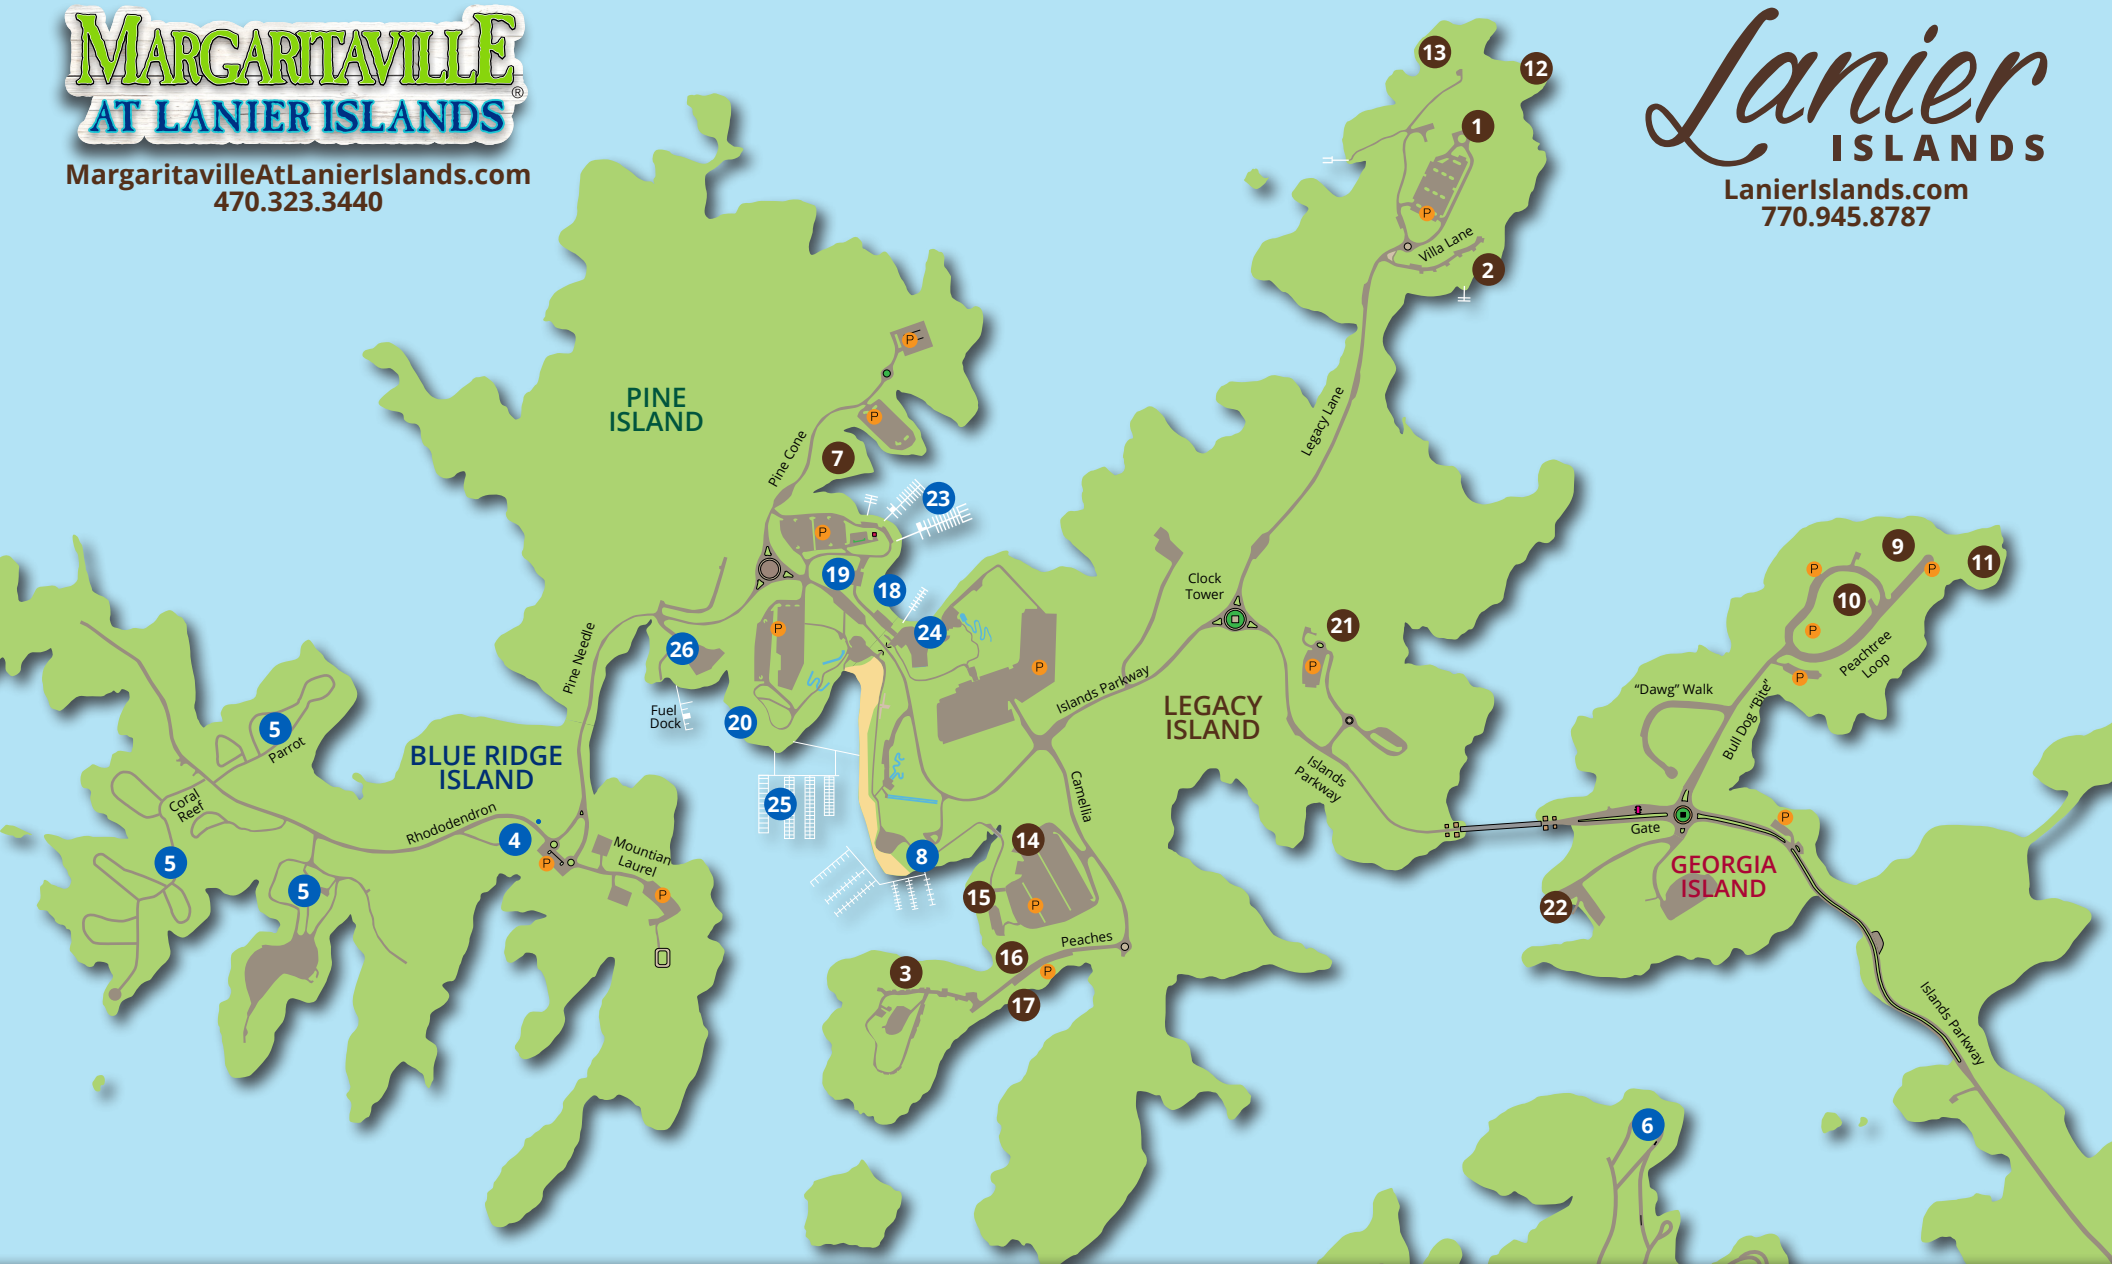 MARGARITAVILLE®
AT LANIER ISLANDS
MargaritavilleAtLanierIslands.com
470.323.3440
Lanier
ISLANDS
LanierIslands.com
770.945.8787
13
12
1
P
Villa Lane
2
Legacy Lane
PINE
ISLAND
P
P
Pine Cone
7
23
P
19
18
24
P
26
Pine Needle
Fuel
Dock
20
25
8
P
Clock
Tower
Islands Parkway
LEGACY
ISLAND
21
P
Islands
Parkway
Camellia
14
15
P
Peaches
16
P
17
3
5
Parrot
BLUE RIDGE
ISLAND
Coral
Reef
Rhododendron
4
P
Mountian
Laurel
P
5
5
9
11
P
P
10
P
Peachtree
Loop
P
"Dawg" Walk
Bull Dog "Bite"
Gate
P
GEORGIA
ISLAND
22
Islands Parkway
6